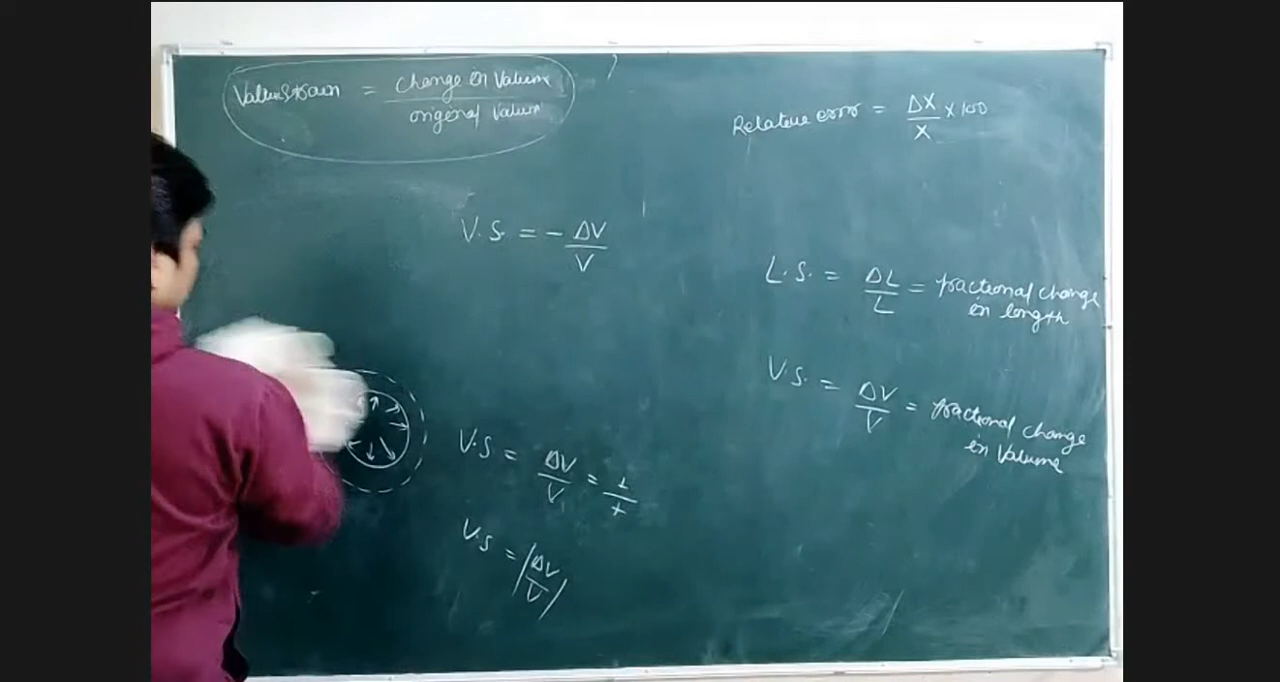 Volume Strain = Change in Volume / original Volume
Relative error = ΔX/X × 100
V.S. = - ΔV/V
L.S. = ΔL/L = fractional change
in length
V.S. = ΔV/V = fractional change
in Volume
V.S = ΔV/V =
V.S = |ΔV/V|